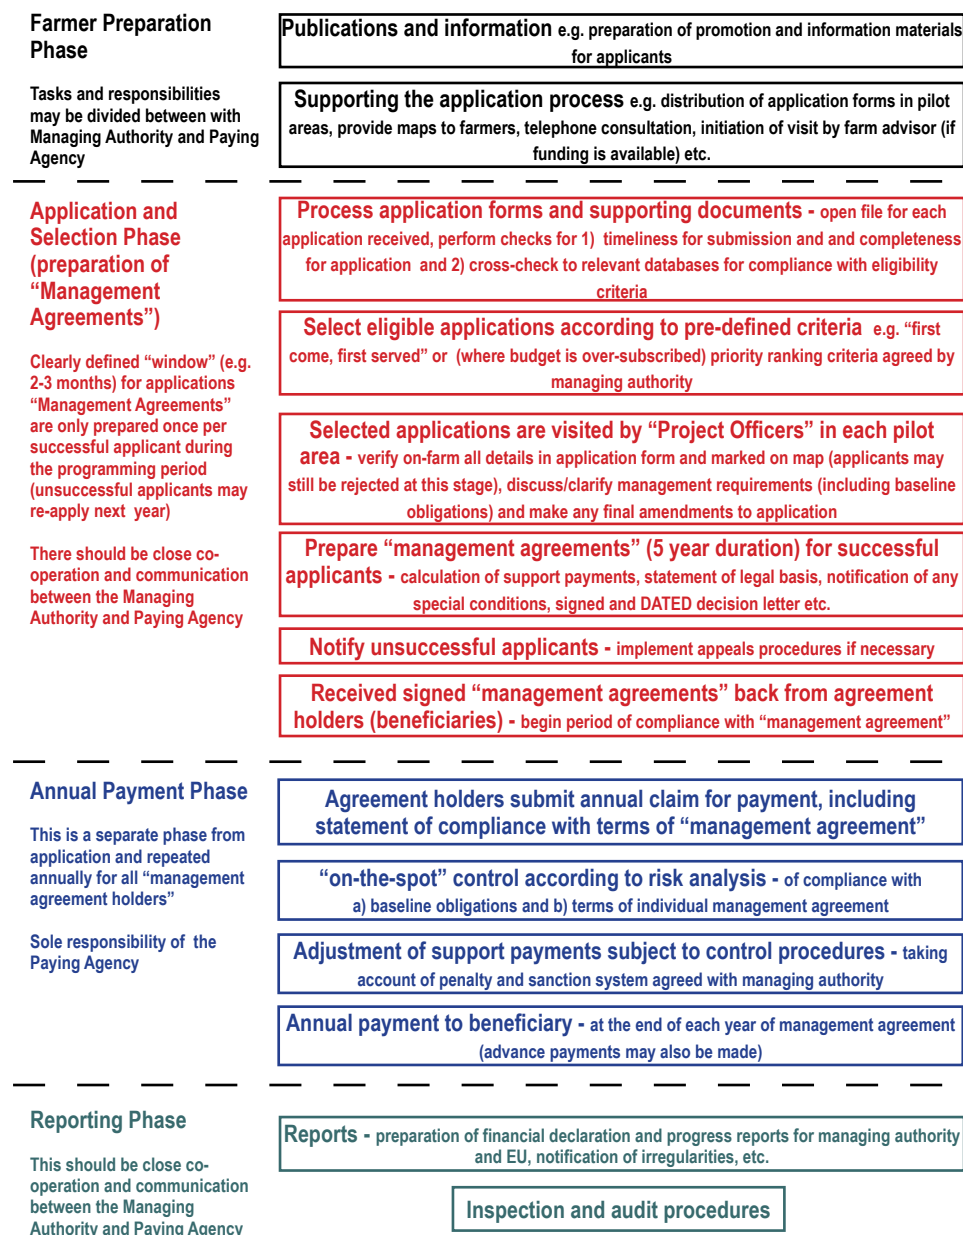 Farmer Preparation
Phase
Tasks and responsibilities
may be divided between with
Managing Authority and Paying
Agency
Publications and information e.g. preparation of promotion and information materials
for applicants
Supporting the application process e.g. distribution of application forms in pilot
areas, provide maps to farmers, telephone consultation, initiation of visit by farm advisor (if
funding is available) etc.
Application and
Selection Phase
(preparation of
“Management
Agreements”)
Clearly defined “window” (e.g.
2-3 months) for applications
“Management Agreements”
are only prepared once per
successful applicant during
the programming period
(unsuccessful applicants may
re-apply next year)
There should be close co-
operation and communication
between the Managing
Authority and Paying Agency
Process application forms and supporting documents - open file for each
application received, perform checks for 1) timeliness for submission and and completeness
for application and 2) cross-check to relevant databases for compliance with eligibility
criteria
Select eligible applications according to pre-defined criteria e.g. “first
come, first served” or (where budget is over-subscribed) priority ranking criteria agreed by
managing authority
Selected applications are visited by “Project Officers” in each pilot
area - verify on-farm all details in application form and marked on map (applicants may
still be rejected at this stage), discuss/clarify management requirements (including baseline
obligations) and make any final amendments to application
Prepare “management agreements” (5 year duration) for successful
applicants - calculation of support payments, statement of legal basis, notification of any
special conditions, signed and DATED decision letter etc.
Notify unsuccessful applicants - implement appeals procedures if necessary
Received signed “management agreements” back from agreement
holders (beneficiaries) - begin period of compliance with “management agreement”
Annual Payment Phase
This is a separate phase from
application and repeated
annually for all “management
agreement holders”
Sole responsibility of the
Paying Agency
Agreement holders submit annual claim for payment, including
statement of compliance with terms of “management agreement”
“on-the-spot” control according to risk analysis - of compliance with
a) baseline obligations and b) terms of individual management agreement
Adjustment of support payments subject to control procedures - taking
account of penalty and sanction system agreed with managing authority
Annual payment to beneficiary - at the end of each year of management agreement
(advance payments may also be made)
Reporting Phase
This should be close co-
operation and communication
between the Managing
Authority and Paying Agency
Reports - preparation of financial declaration and progress reports for managing authority
and EU, notification of irregularities, etc.
Inspection and audit procedures